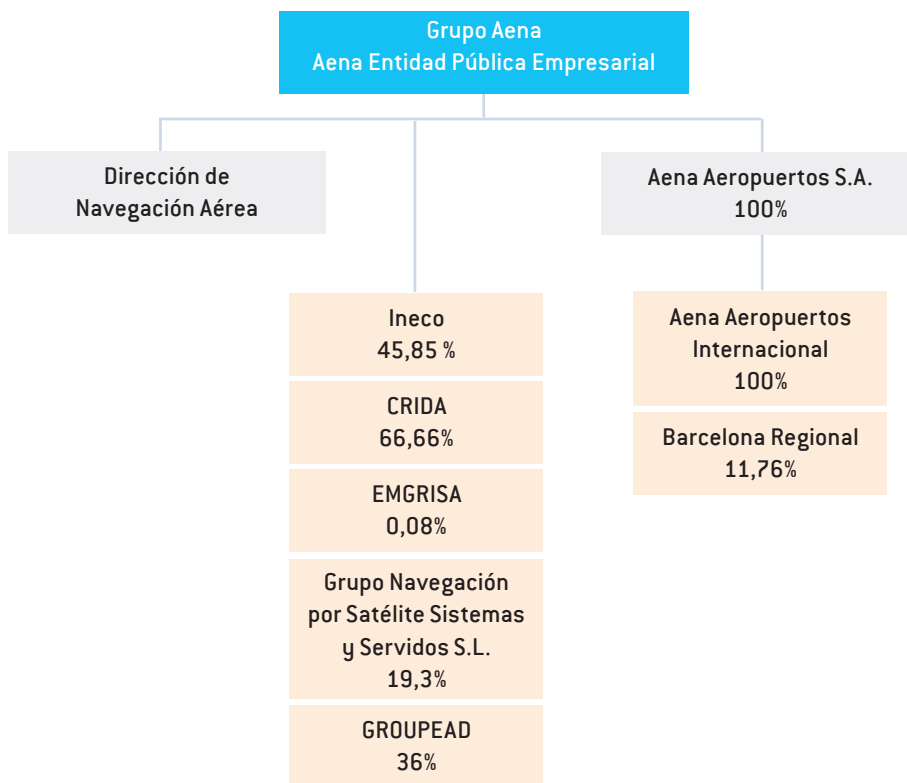 Grupo Aena
Aena Entidad Pública Empresarial
Dirección de
Navegación Aérea
Aena Aeropuertos S.A.
100%
Ineco
45,85 %
CRIDA
66,66%
EMGRISA
0,08%
Grupo Navegación
por Satélite Sistemas
y Servidos S.L.
19,3%
GROUPEAD
36%
Aena Aeropuertos
Internacional
100%
Barcelona Regional
11,76%